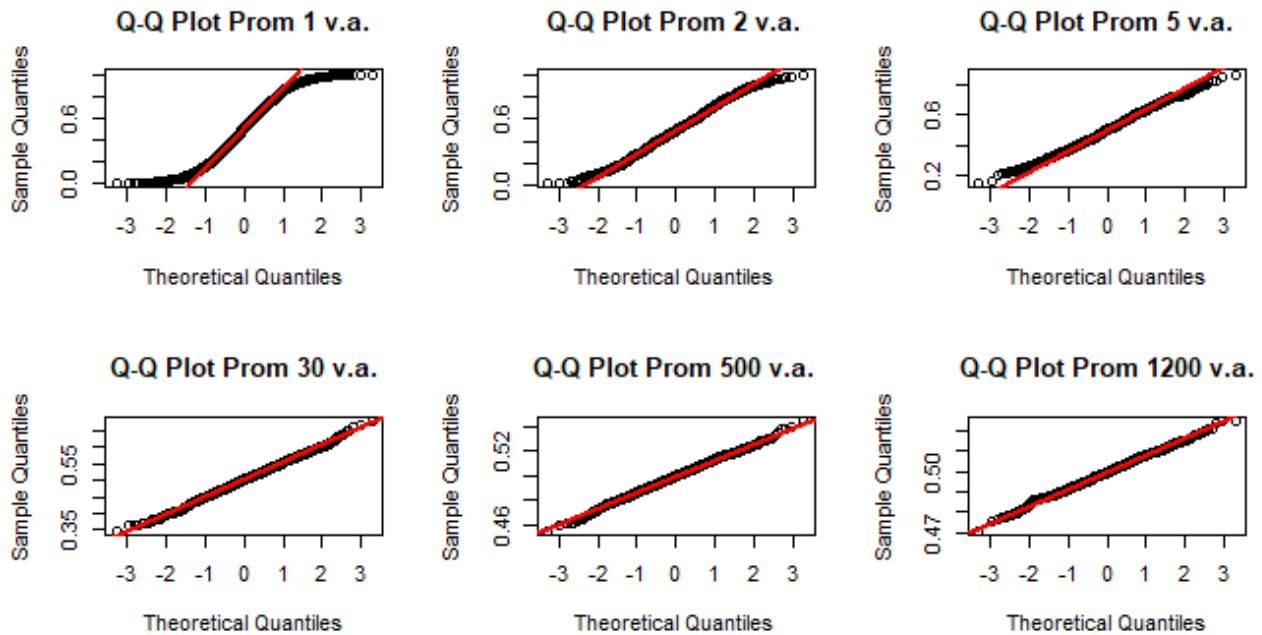 Q-Q Plot Prom 1 v.a.
Sample Quantiles
0.0 0.6
-3 -2 -1 0 1 2 3
Theoretical Quantiles
Q-Q Plot Prom 2 v.a.
Sample Quantiles
0.0 0.6
-3 -2 -1 0 1 2 3
Theoretical Quantiles
Q-Q Plot Prom 5 v.a.
Sample Quantiles
0.2 0.6
-3 -2 -1 0 1 2 3
Theoretical Quantiles
Q-Q Plot Prom 30 v.a.
Sample Quantiles
0.35 0.55
-3 -2 -1 0 1 2 3
Theoretical Quantiles
Q-Q Plot Prom 500 v.a.
Sample Quantiles
0.46 0.52
-3 -2 -1 0 1 2 3
Theoretical Quantiles
Q-Q Plot Prom 1200 v.a.
Sample Quantiles
0.47 0.50
-3 -2 -1 0 1 2 3
Theoretical Quantiles